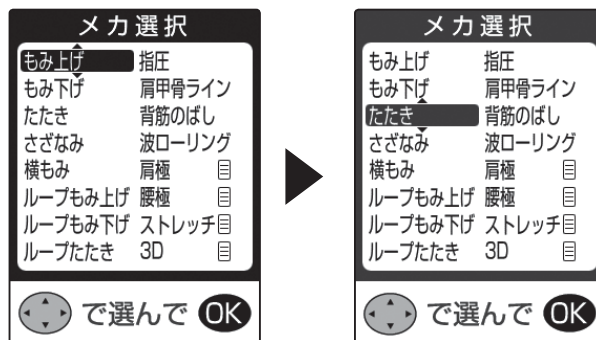 メカ選択
もみ上げ 指圧
もみ下げ 肩甲骨ライン
たたき 背筋のばし
さざなみ 波ローリング
横もみ 肩極
ループもみ上げ 腰極
ループもみ下げ ストレッチ
ループたたき 3D
で選んで OK
メカ選択
もみ上げ 指圧
もみ下げ 肩甲骨ライン
たたき 背筋のばし
さざなみ 波ローリング
横もみ 肩極
ループもみ上げ 腰極
ループもみ下げ ストレッチ
ループたたき 3D
で選んで OK